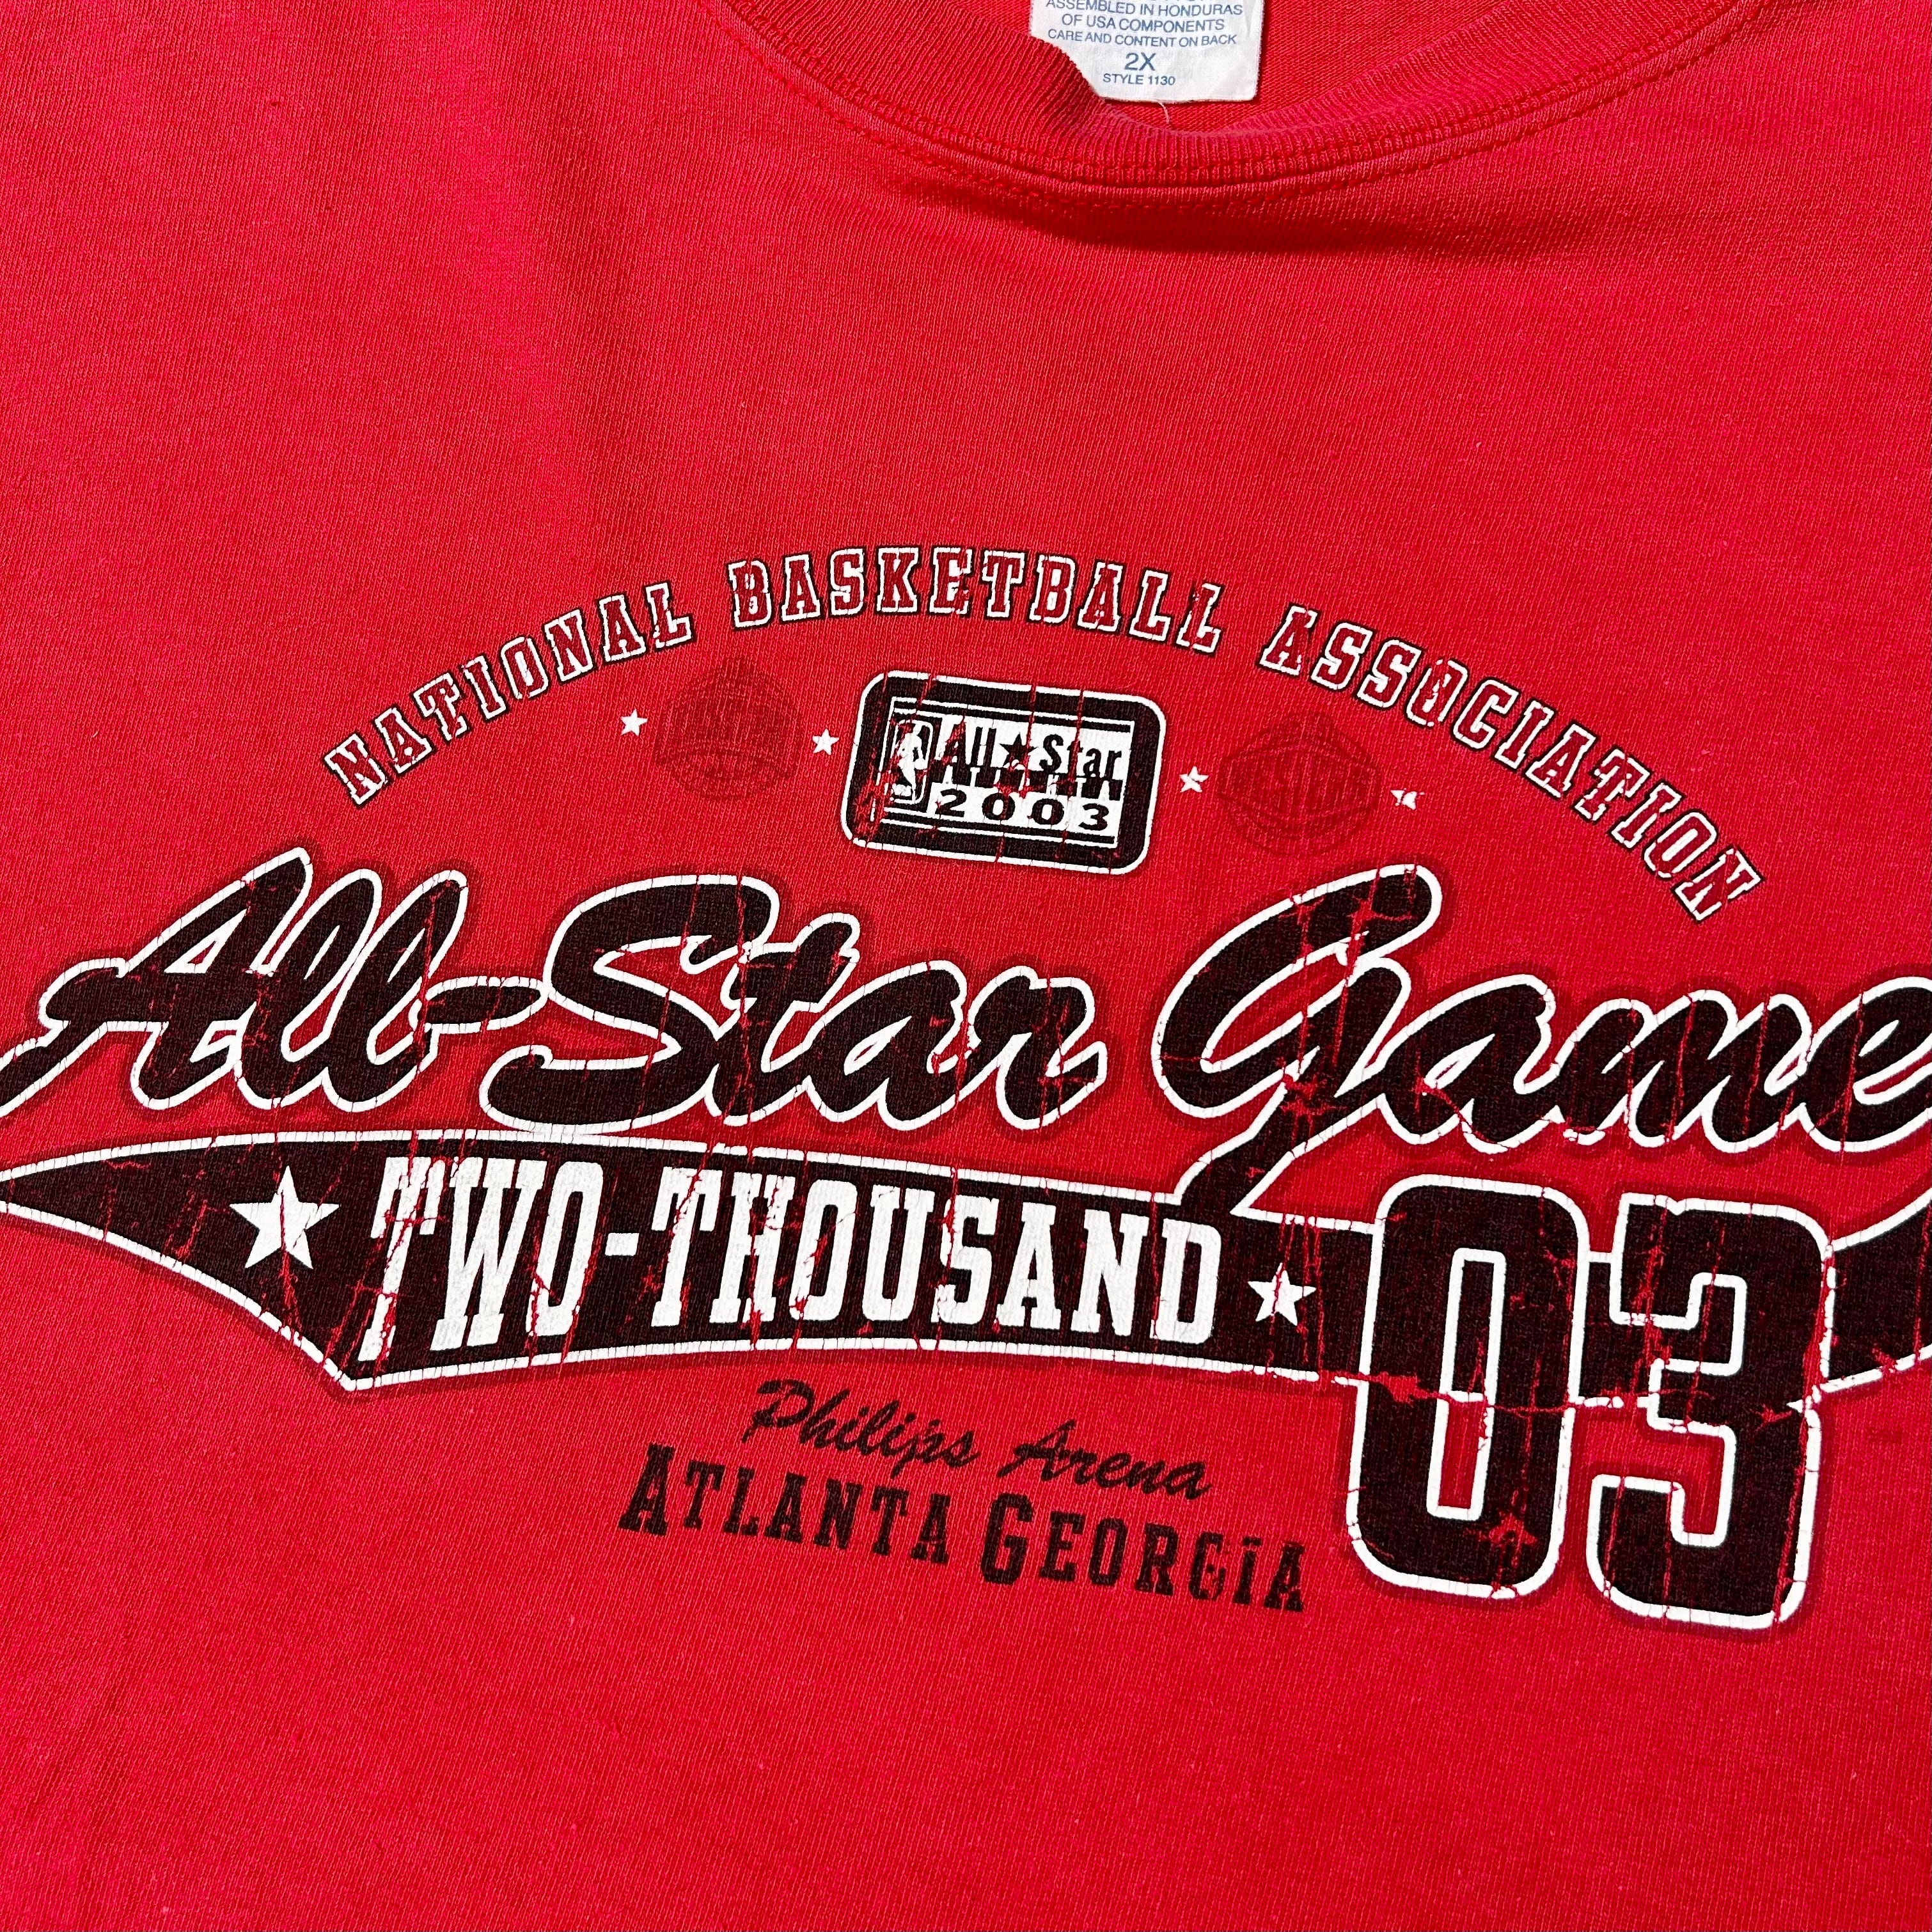 ASSEMBLED IN HONDURAS
OF USA COMPONENTS
CARE AND CONTENT ON BACK
2X
STYLE 1130
NATIONAL BASKETBALL ASSOCIATION
All★Star
2003
All-Star Game
TWO-THOUSAND 03
Philips Arena
ATLANTA GEORGIA